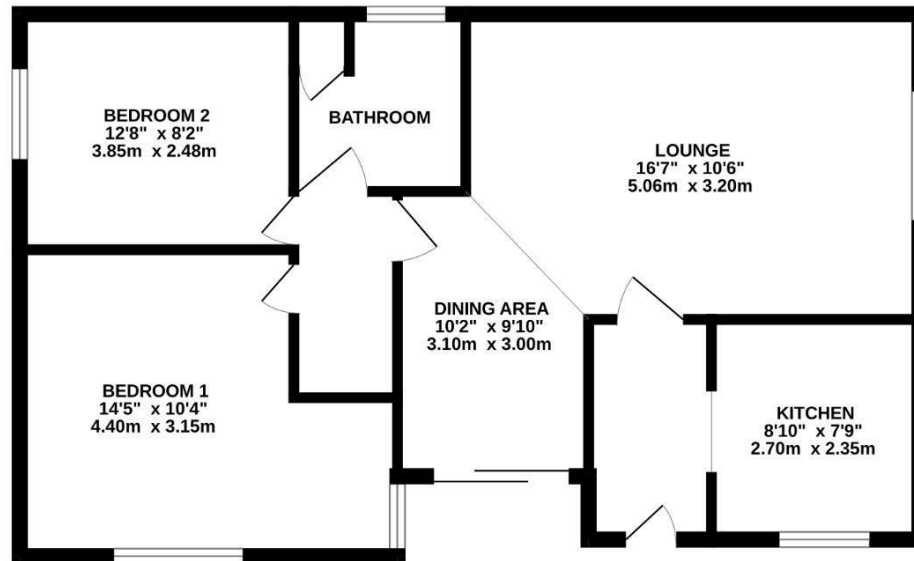 BEDROOM 2
12'8" x 8'2"
3.85m x 2.48m
BATHROOM
LOUNGE
16'7" x 10'6"
5.06m x 3.20m
DINING AREA
10'2" x 9'10"
3.10m x 3.00m
BEDROOM 1
14'5" x 10'4"
4.40m x 3.15m
KITCHEN
8'10" x 7'9"
2.70m x 2.35m